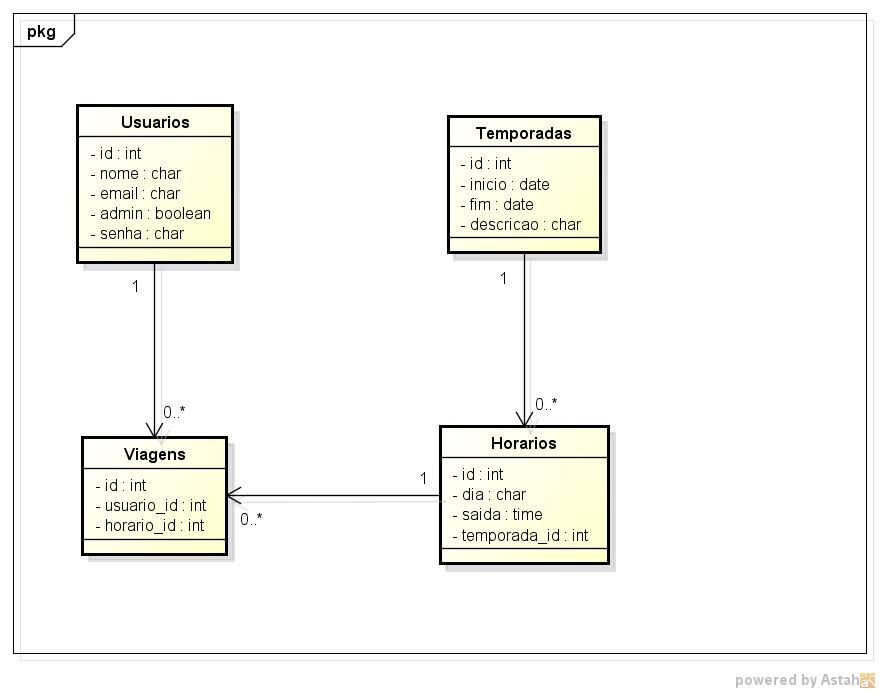 pkg
Usuarios
- id : int
- nome : char
- email : char
- admin : boolean
- senha : char
Temporadas
- id : int
- inicio : date
- fim : date
- descricao : char
1
1
0..*
0..*
Viagens
- id : int
- usuario_id : int
- horario_id : int
Horarios
- id : int
- dia : char
- saida : time
- temporada_id : int
1
0..*
powered by Astah